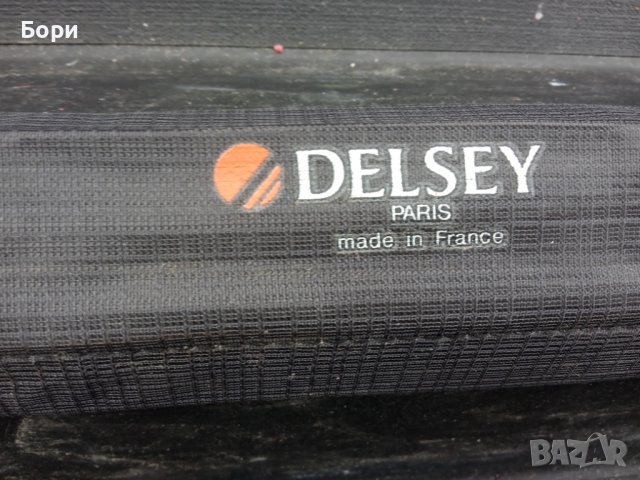 Бори
DELSEY
PARIS
made in France
BAZAR